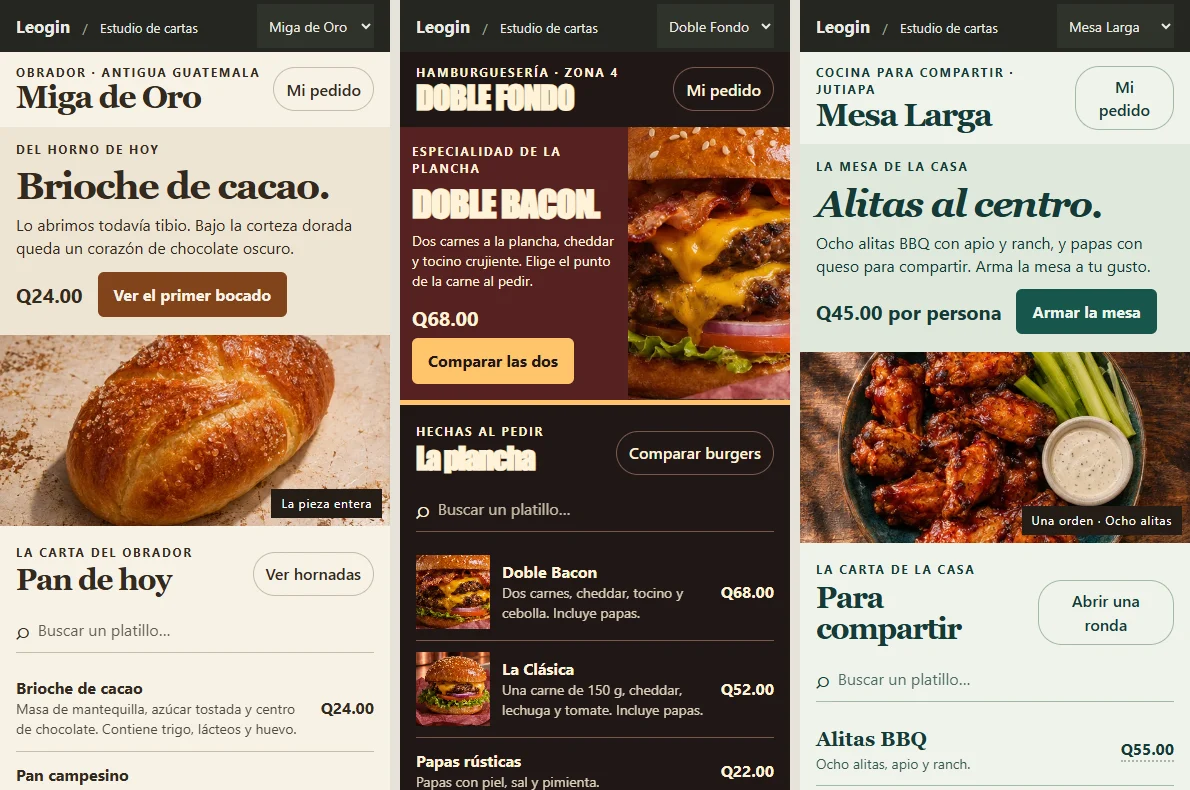 Leogin / Estudio de cartas Miga de Oro
OBRADOR · ANTIGUA GUATEMALA
Miga de Oro
Mi pedido
DEL HORNO DE HOY
Brioche de cacao.
Lo abrimos todavía tibio. Bajo la corteza dorada
queda un corazón de chocolate oscuro.
Q24.00 Ver el primer bocado
La pieza entera
LA CARTA DEL OBRADOR
Pan de hoy
Ver hornadas
Buscar un platillo...
Brioche de cacao
Masa de mantequilla, azúcar tostada y centro
de chocolate. Contiene trigo, lácteos y huevo.
Q24.00
Pan campesino
Leogin / Estudio de cartas Doble Fondo
HAMBURGUESERÍA · ZONA 4
DOBLE FONDO
Mi pedido
ESPECIALIDAD DE LA
PLANCHA
DOBLE BACON.
Dos carnes a la plancha, cheddar
y tocino crujiente. Elige el punto
de la carne al pedir.
Q68.00
Comparar las dos
HECHAS AL PEDIR
La plancha
Comparar burgers
Buscar un platillo...
Doble Bacon
Dos carnes, cheddar, tocino y
cebolla. Incluye papas.
Q68.00
La Clásica
Una carne de 150 g, cheddar,
lechuga y tomate. Incluye papas.
Q52.00
Papas rústicas
Papas con piel, sal y pimienta.
Q22.00
Leogin / Estudio de cartas Mesa Larga
COCINA PARA COMPARTIR ·
JUTIAPA
Mesa Larga
Mi
pedido
LA MESA DE LA CASA
Alitas al centro.
Ocho alitas BBQ con apio y ranch, y papas con
queso para compartir. Arma la mesa a tu gusto.
Q45.00 por persona Armar la mesa
Una orden · Ocho alitas
LA CARTA DE LA CASA
Para
compartir
Abrir una
ronda
Buscar un platillo...
Alitas BBQ
Ocho alitas, apio y ranch.
Q55.00